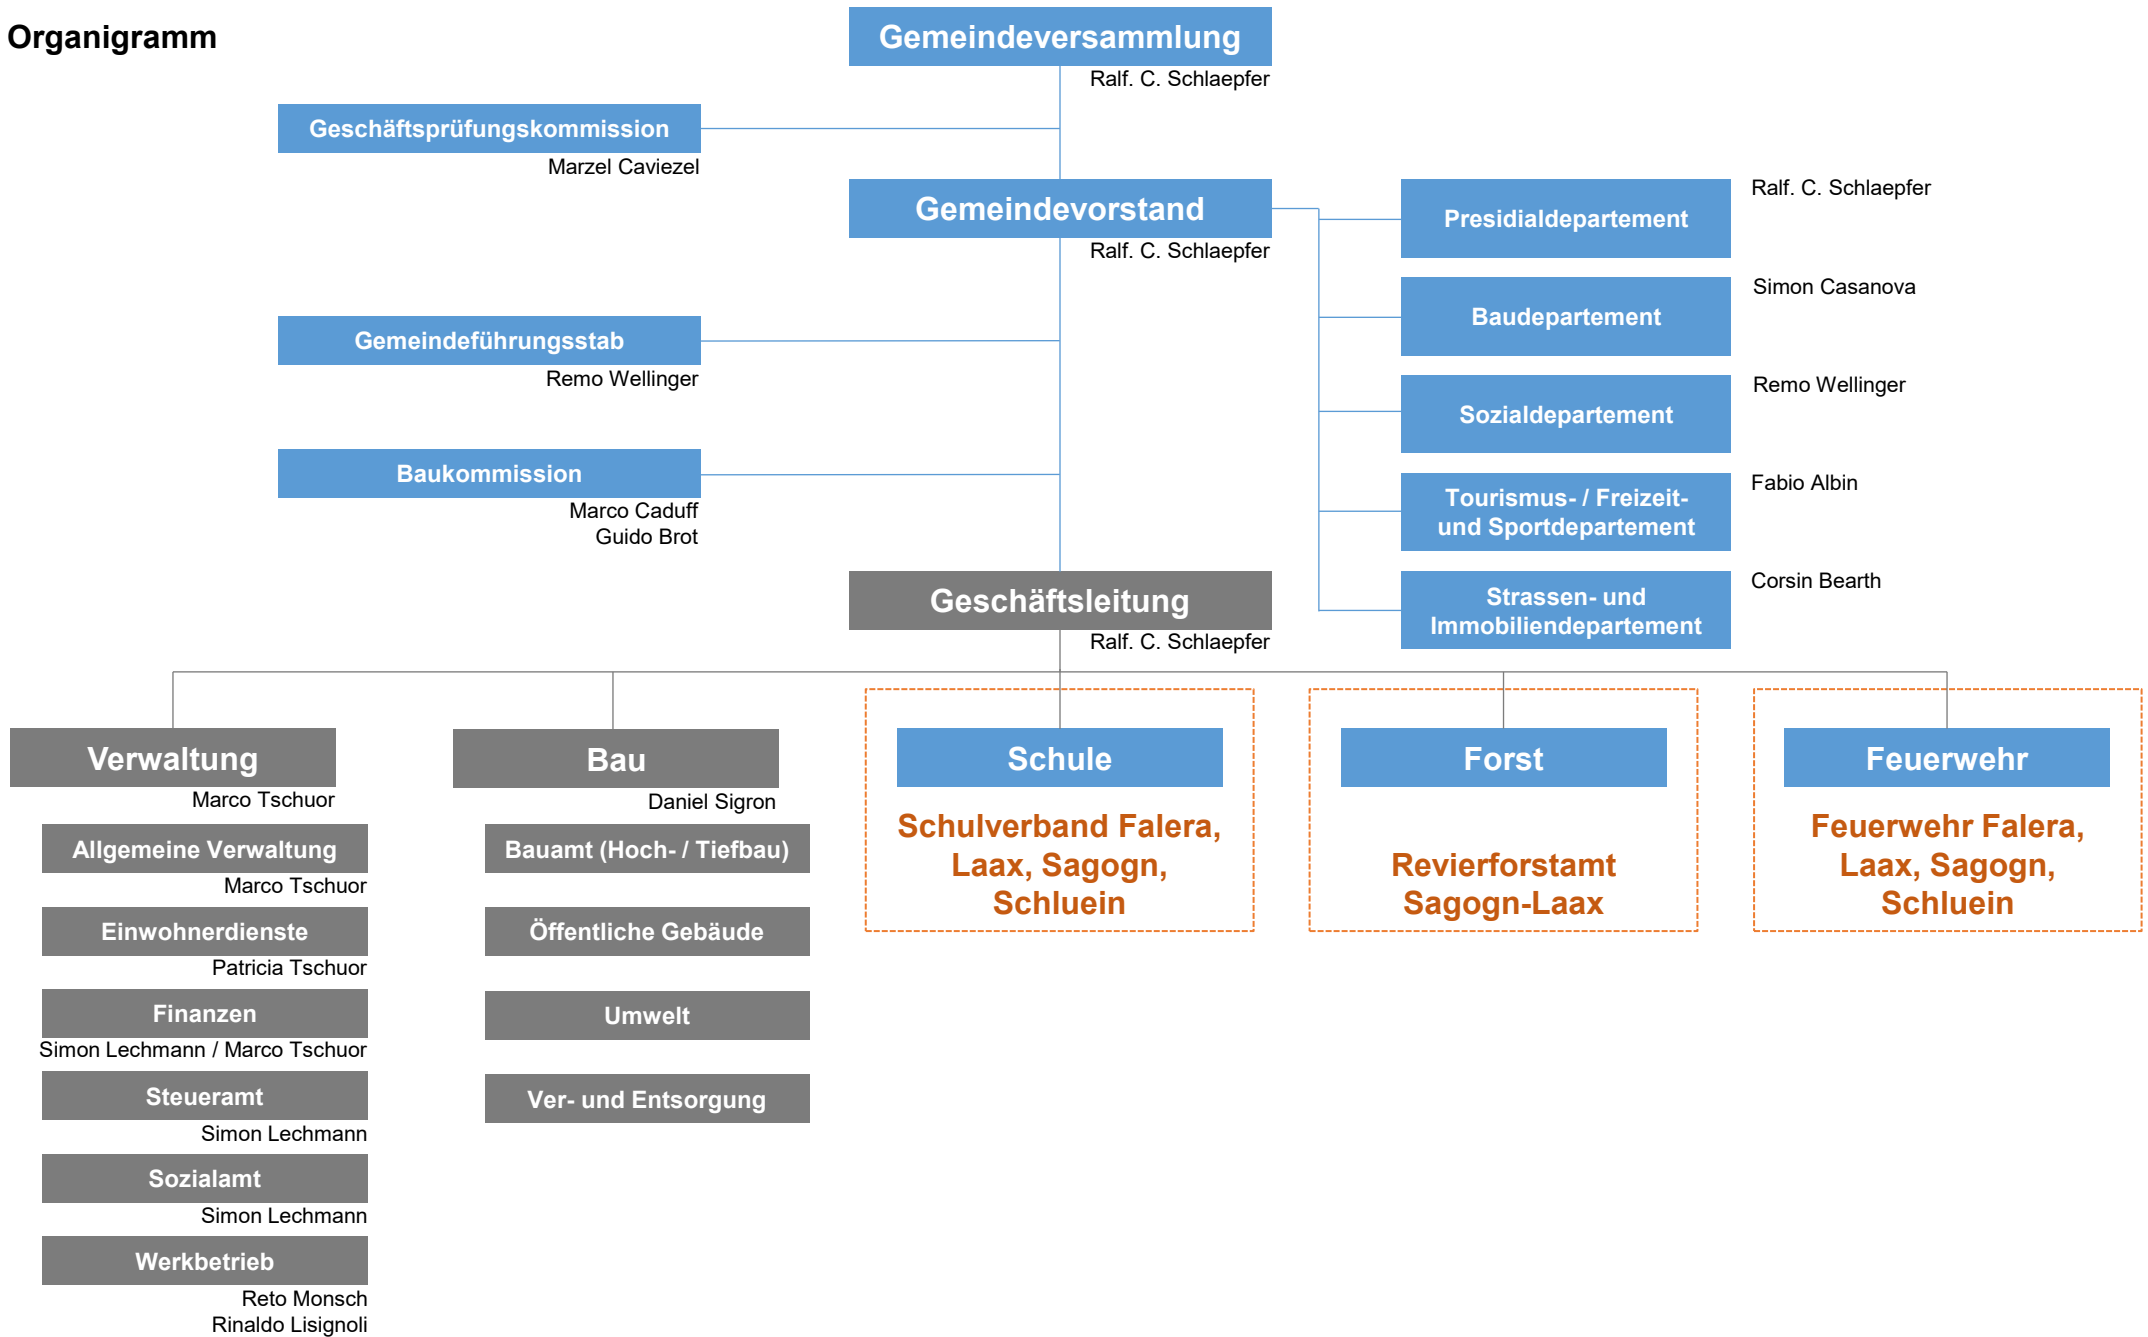 Organigramm
Gemeindeversammlung
Ralf. C. Schlaepfer
Geschäftsprüfungskommission
Marzel Caviezel
Gemeindevorstand
Ralf. C. Schlaepfer
Presidialdepartement
Ralf. C. Schlaepfer
Baudepartement
Simon Casanova
Sozialdepartement
Remo Wellinger
Tourismus- / Freizeit-
und Sportdepartement
Fabio Albin
Strassen- und
Immobiliendepartement
Corsin Bearth
Gemeindeführungsstab
Remo Wellinger
Baukommission
Marco Caduff
Guido Brot
Geschäftsleitung
Ralf. C. Schlaepfer
Verwaltung
Marco Tschuor
Allgemeine Verwaltung
Marco Tschuor
Einwohnerdienste
Patricia Tschuor
Finanzen
Simon Lechmann / Marco Tschuor
Steueramt
Simon Lechmann
Sozialamt
Simon Lechmann
Werkbetrieb
Reto Monsch
Rinaldo Lisignoli
Bau
Daniel Sigron
Bauamt (Hoch- / Tiefbau)
Öffentliche Gebäude
Umwelt
Ver- und Entsorgung
Schule
Schulverband Falera,
Laax, Sagogn,
Schluein
Forst
Revierforstamt
Sagogn-Laax
Feuerwehr
Feuerwehr Falera,
Laax, Sagogn,
Schluein